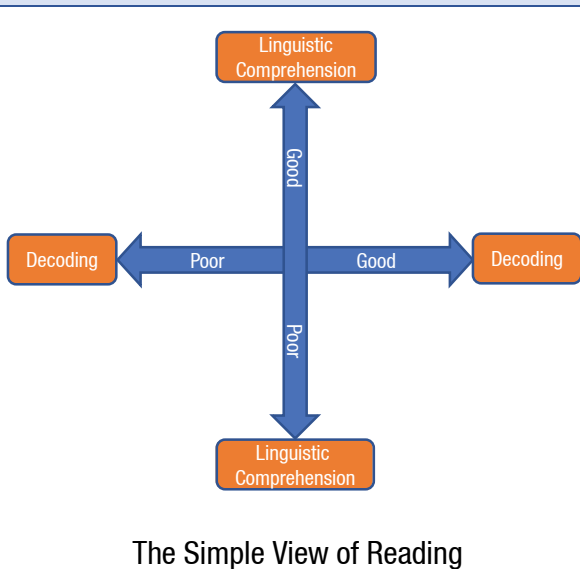 Linguistic
Comprehension
Good
Decoding
Poor
Good
Decoding
Poor
Linguistic
Comprehension
The Simple View of Reading